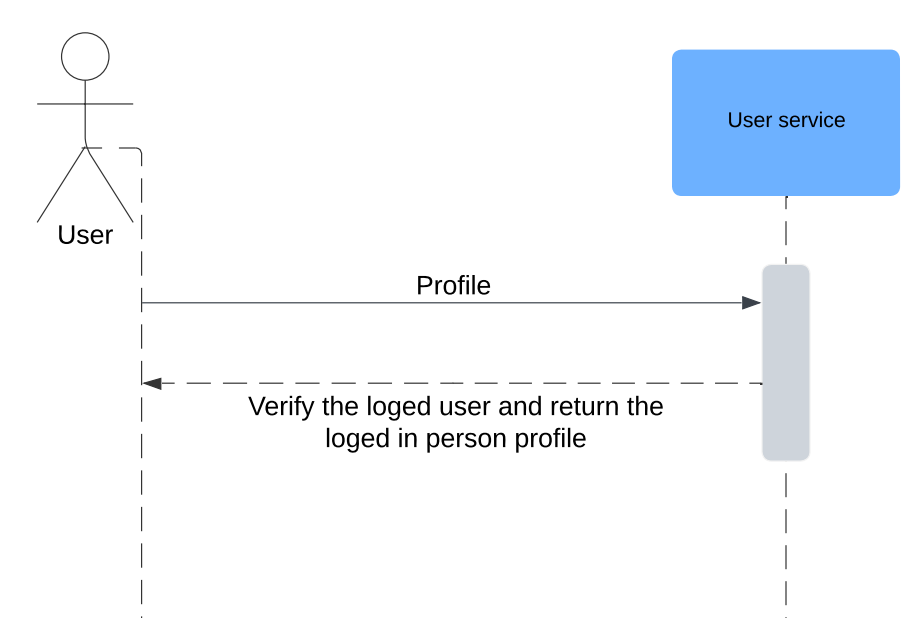 User service
User
Profile
Verify the loged user and return the
loged in person profile